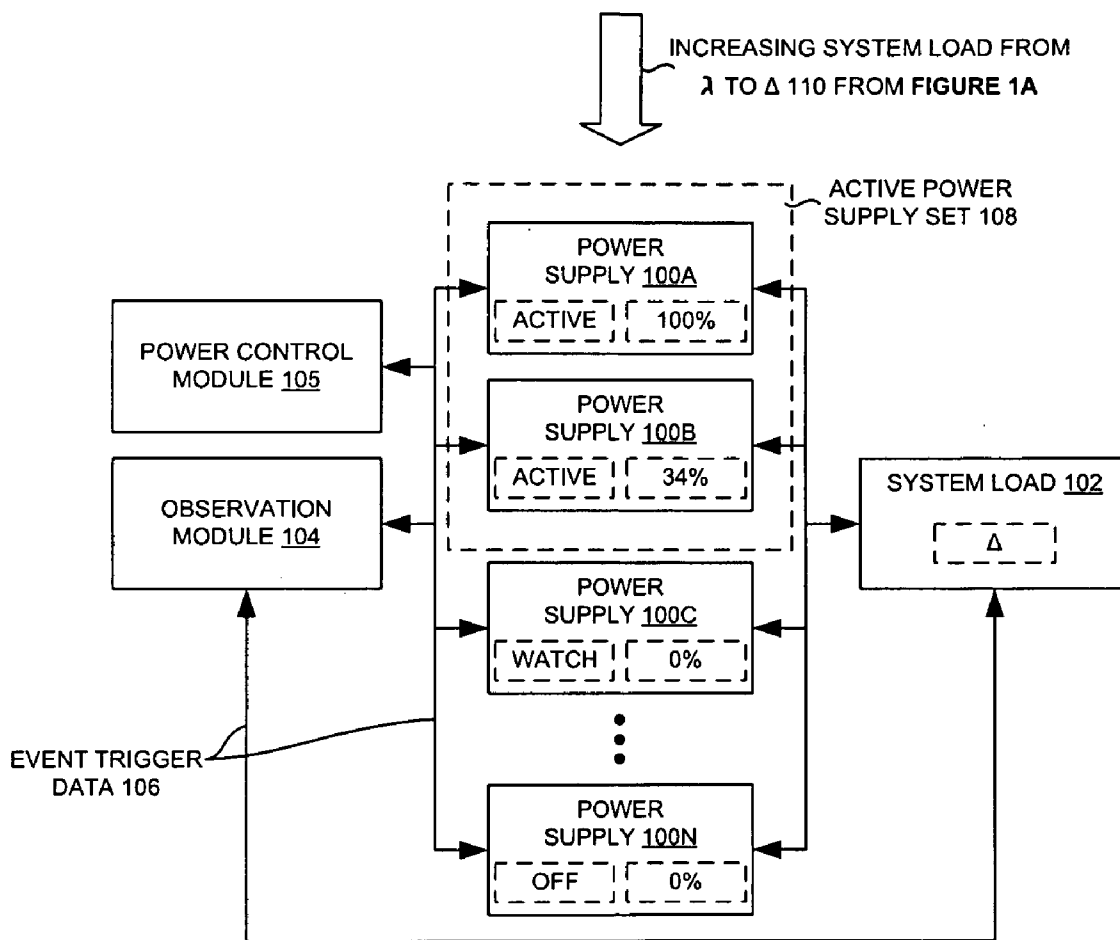 INCREASING SYSTEM LOAD FROM
λ TO Δ 110 FROM FIGURE 1A
ACTIVE POWER
SUPPLY SET 108
POWER
SUPPLY 100A
ACTIVE 100%
POWER CONTROL
MODULE 105
POWER
SUPPLY 100B
ACTIVE 34%
OBSERVATION
MODULE 104
SYSTEM LOAD 102
Δ
POWER
SUPPLY 100C
WATCH 0%
EVENT TRIGGER
DATA 106
POWER
SUPPLY 100N
OFF 0%